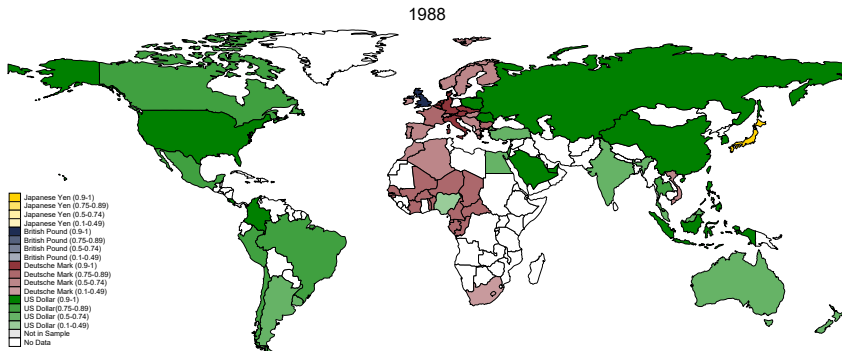 1988
Japanese Yen (0.9-1)
Japanese Yen (0.75-0.89)
Japanese Yen (0.5-0.74)
Japanese Yen (0.1-0.49)
British Pound (0.9-1)
British Pound (0.75-0.89)
British Pound (0.5-0.74)
British Pound (0.1-0.49)
Deutsche Mark (0.9-1)
Deutsche Mark (0.75-0.89)
Deutsche Mark (0.5-0.74)
Deutsche Mark (0.1-0.49)
US Dollar (0.9-1)
US Dollar(0.75-0.89)
US Dollar (0.5-0.74)
US Dollar (0.1-0.49)
Not in Sample
No Data